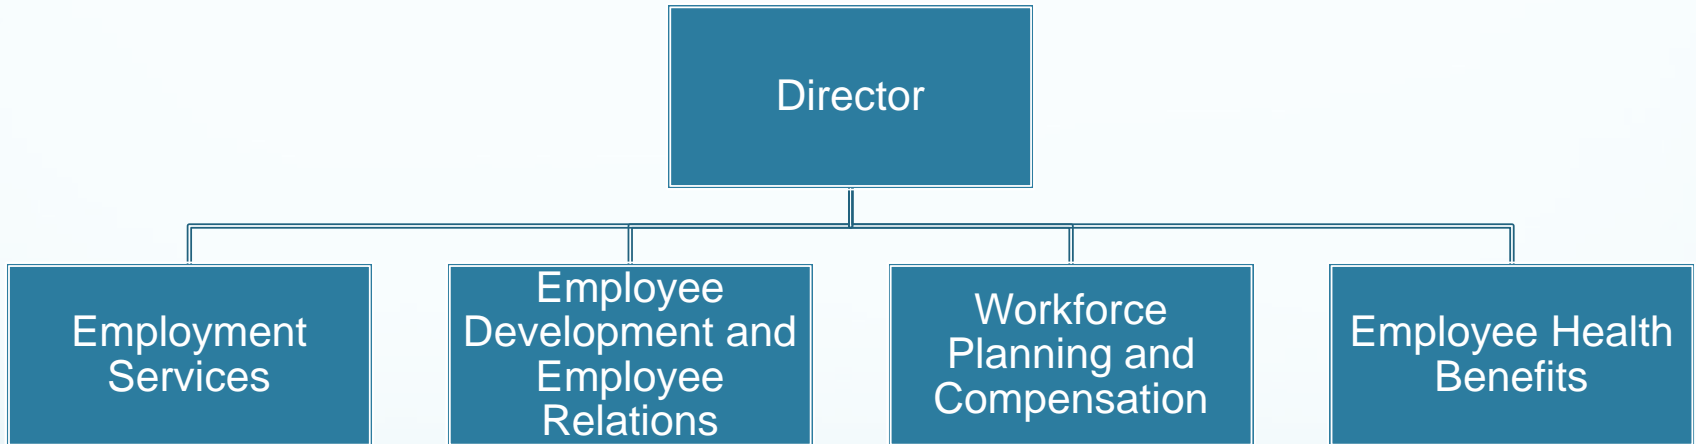 Director
Employment
Services
Employee
Development and
Employee
Relations
Workforce
Planning and
Compensation
Employee Health
Benefits